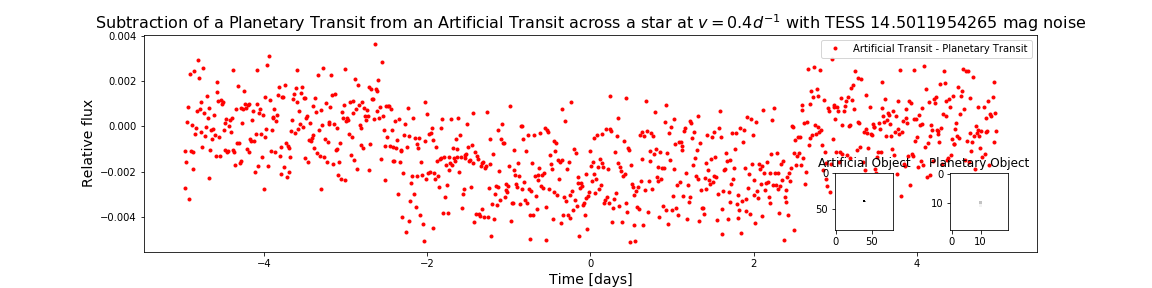 Subtraction of a Planetary Transit from an Artificial Transit across a star at v = 0.4d⁻¹ with TESS 14.5011954265 mag noise
Artificial Transit - Planetary Transit
Relative flux
0.004
0.002
0.000
−0.002
−0.004
Artificial Object
0
50
0 50
Planetary Object
0
10
0 10
−4 −2 0 2 4
Time [days]